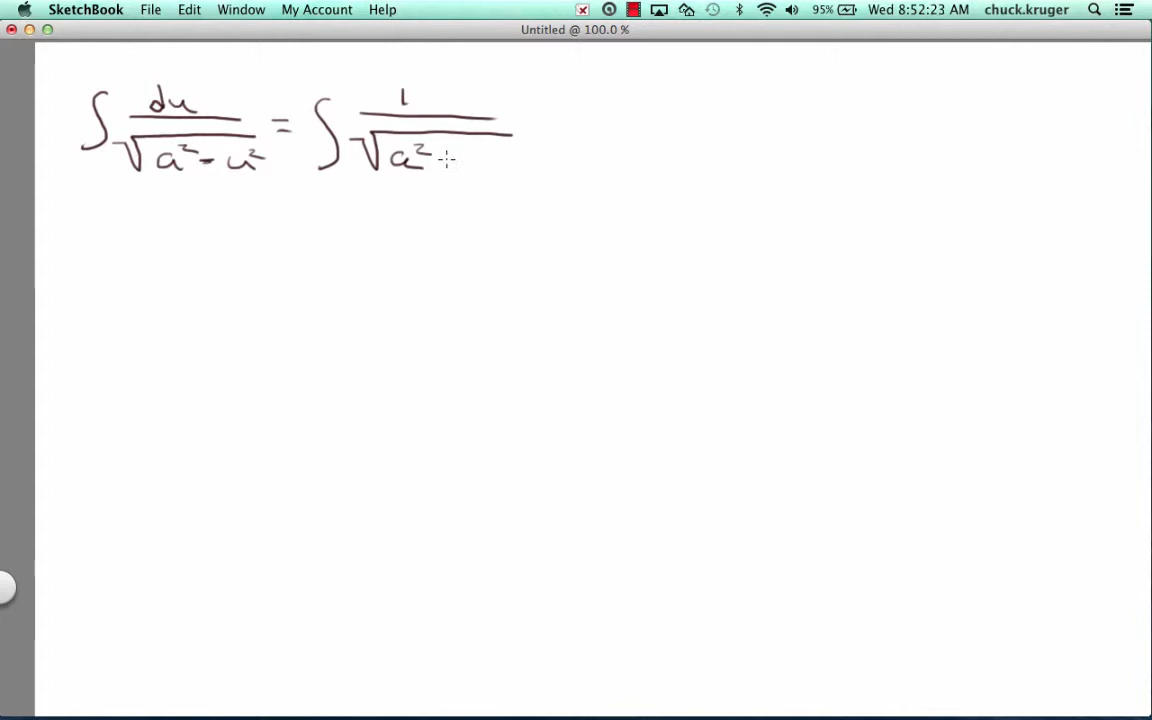 SketchBook File Edit Window My Account Help 95% Wed 8:52:23 AM chuck.kruger
Untitled @ 100.0 %
∫ du / √(a² - u²) = ∫ 1 / √(a²